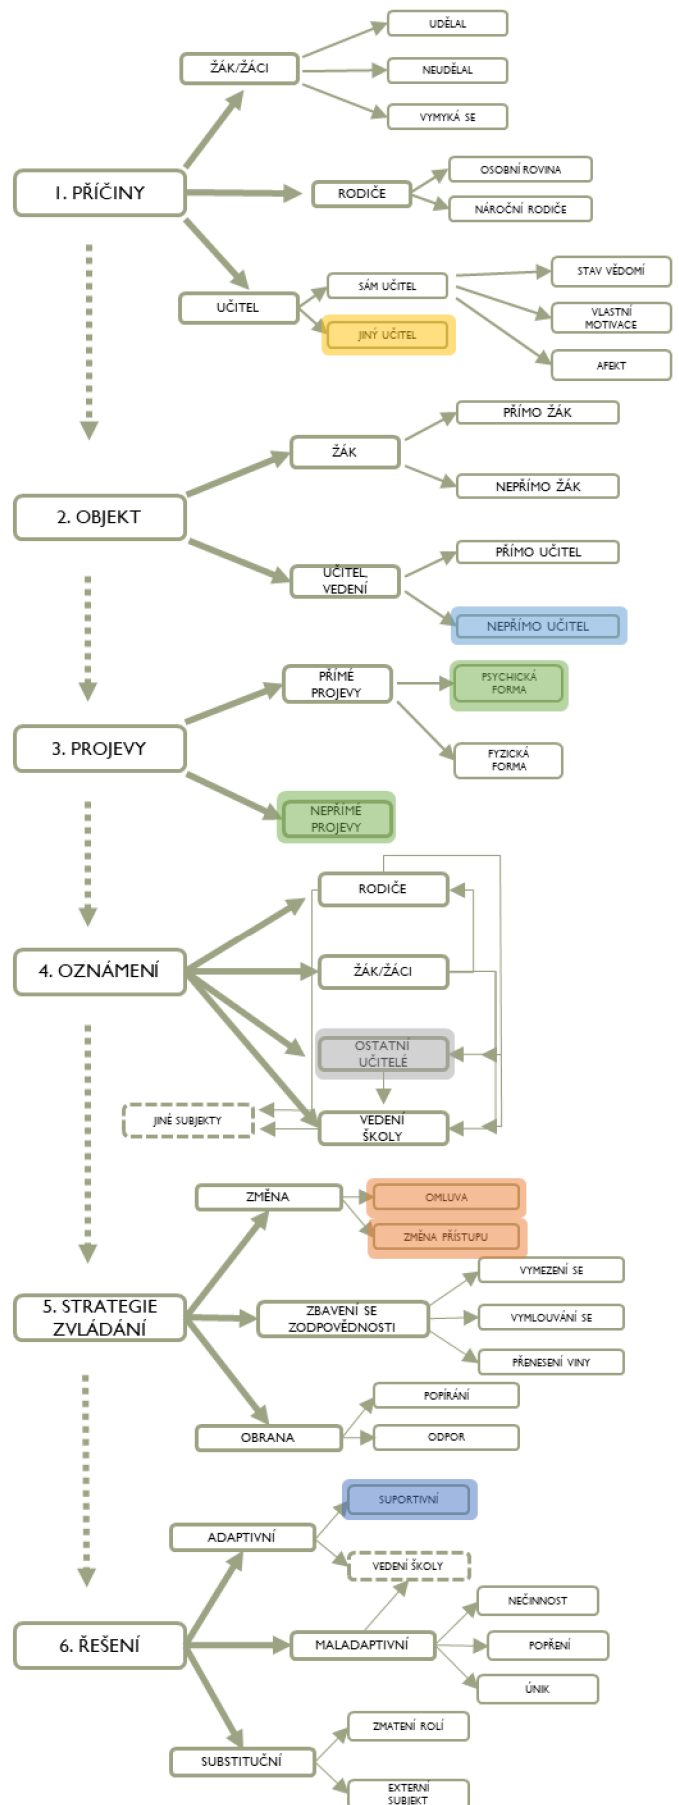 UDĚLAL
ŽÁK/ŽÁCI
NEUDĚLAL
VYMYKÁ SE
1. PŘÍČINY
RODIČE
OSOBNÍ ROVINA
NÁROČNÍ RODIČE
UČITEL
SÁM UČITEL
JINÝ UČITEL
STAV VĚDOMÍ
VLASTNÍ
MOTIVACE
AFEKT
2. OBJEKT
ŽÁK
PŘÍMO ŽÁK
NEPŘÍMO ŽÁK
UČITEL,
VEDENÍ
PŘÍMO UČITEL
NEPŘÍMO UČITEL
3. PROJEVY
PŘÍMÉ
PROJEVY
PSYCHICKÁ
FORMA
FYZICKÁ
FORMA
NEPŘÍMÉ
PROJEVY
4. OZNÁMENÍ
RODIČE
ŽÁK/ŽÁCI
OSTATNÍ
UČITELÉ
JINÉ SUBJEKTY
VEDENÍ
ŠKOLY
5. STRATEGIE
ZVLÁDÁNÍ
ZMĚNA
OMLUVA
ZMĚNA PŘÍSTUPU
ZBAVENÍ SE
ZODPOVĚDNOSTI
VYMEZENÍ SE
VYMLOUVÁNÍ SE
PŘENESENÍ VINY
OBRANA
POPÍRÁNÍ
ODPOR
6. ŘEŠENÍ
ADAPTIVNÍ
SUPORTIVNÍ
VEDENÍ ŠKOLY
MALADAPTIVNÍ
NEČINNOST
POPŘENÍ
ÚNIK
SUBSTITUČNÍ
ZMATENÍ ROLÍ
EXTERNÍ
SUBJEKT